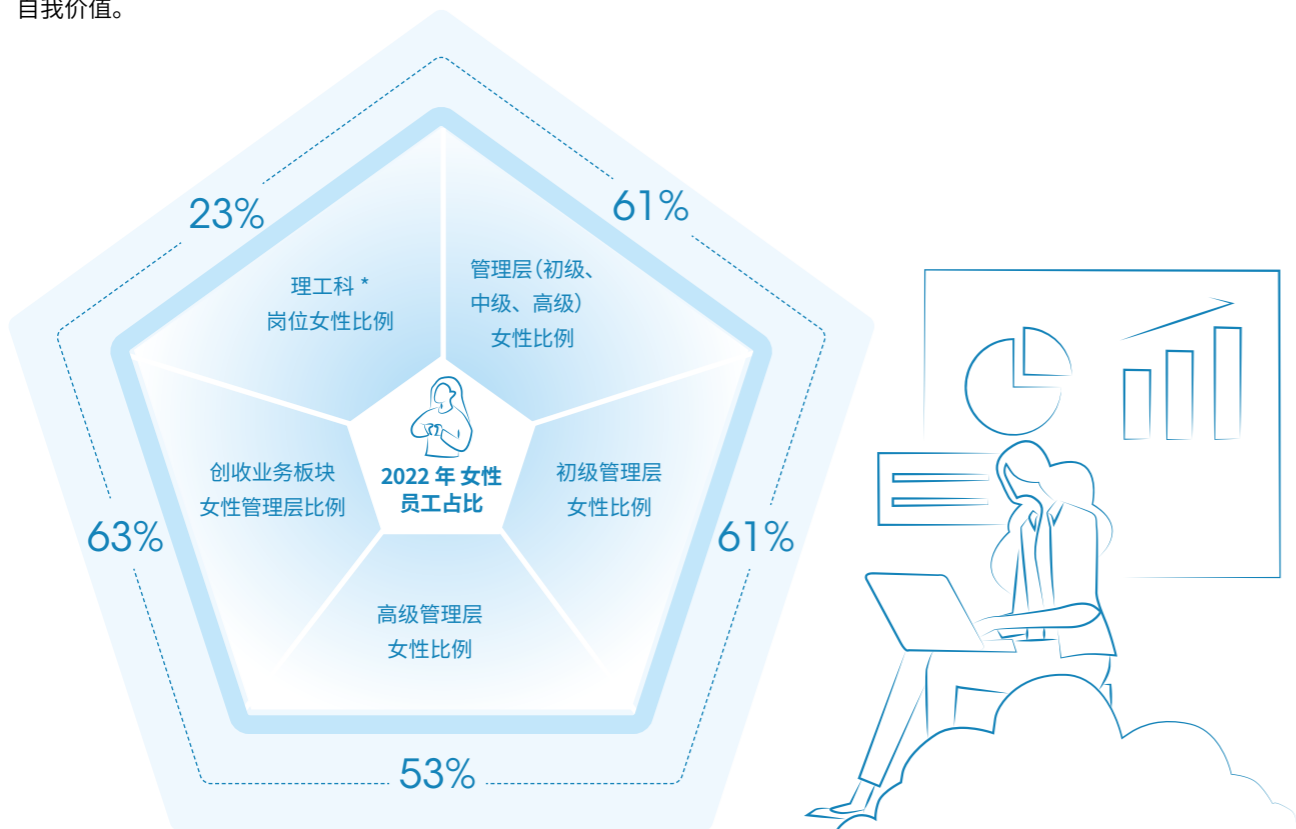 自我价值。
23%
61%
理工科 *
岗位女性比例
管理层（初级、
中级、高级）
女性比例
创收业务板块
女性管理层比例
2022 年 女性
员工占比
初级管理层
女性比例
63%
61%
高级管理层
女性比例
53%